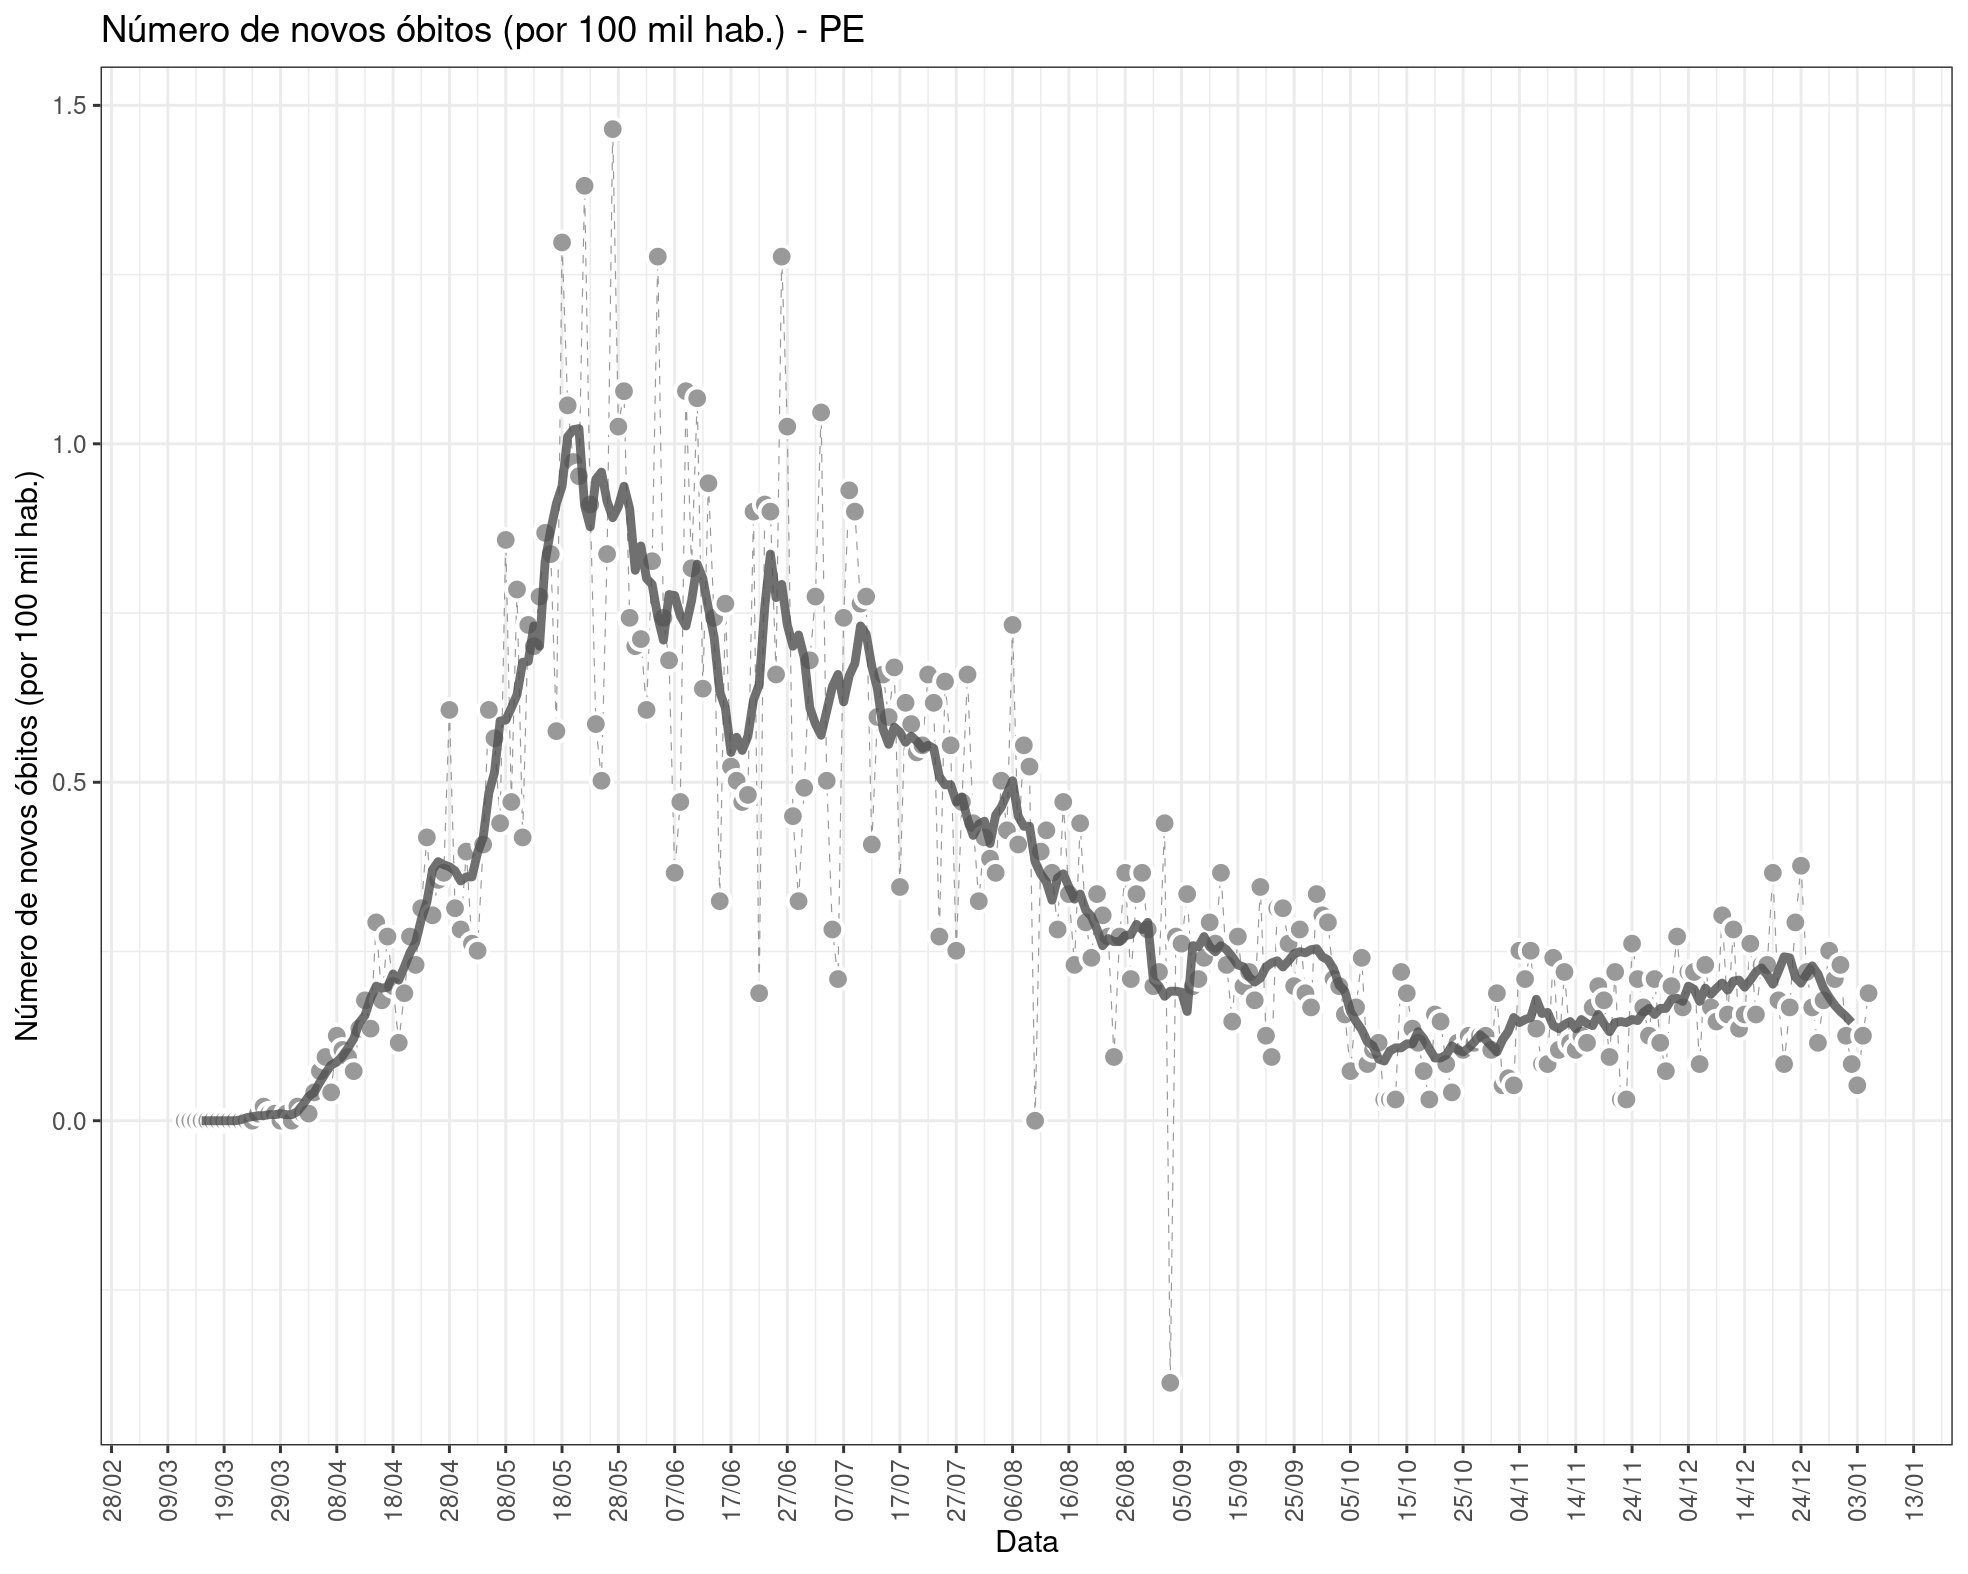 Número de novos óbitos (por 100 mil hab.) - PE
Número de novos óbitos (por 100 mil hab.)
1.5
1.0
0.5
0.0
28/02 09/03 19/03 29/03 08/04 18/04 28/04 08/05 18/05 28/05 07/06 17/06 27/06 07/07 17/07 27/07 06/08 16/08 26/08 05/09 15/09 25/09 05/10 15/10 25/10 04/11 14/11 24/11 04/12 14/12 24/12 03/01 13/01
Data